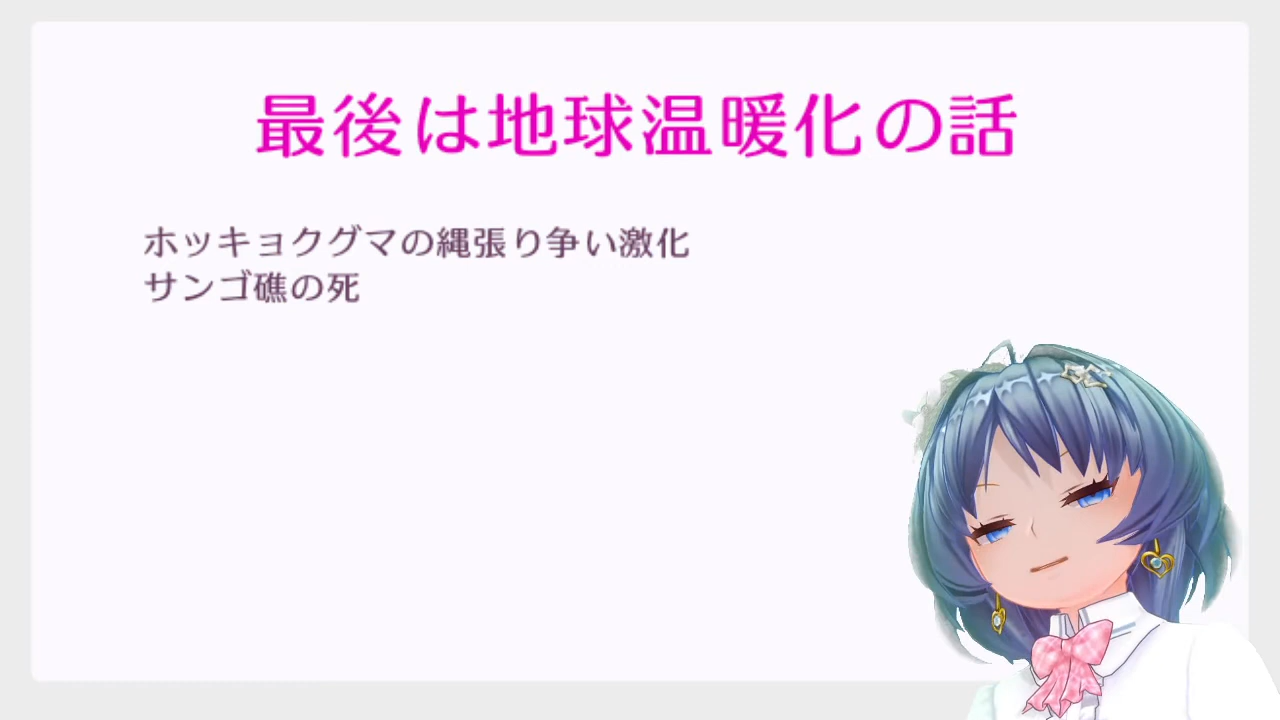 最後は地球温暖化の話
ホッキョクグマの縄張り争い激化
サンゴ礁の死